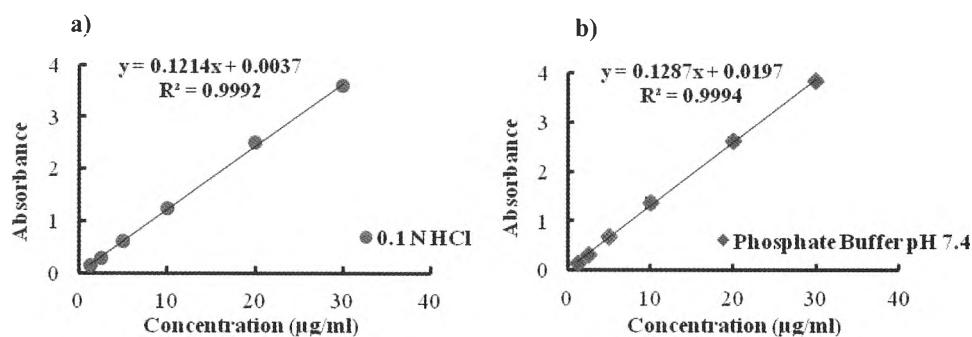 a)
y = 0.1214x + 0.0037
R² = 0.9992
4
3
2
1
0
Absorbance
0.1 N HCl
0 10 20 30 40
Concentration (µg/ml)
b)
y = 0.1287x + 0.0197
R² = 0.9994
4
3
2
1
0
Absorbance
Phosphate Buffer pH 7.4
0 10 20 30 40
Concentration (µg/ml)